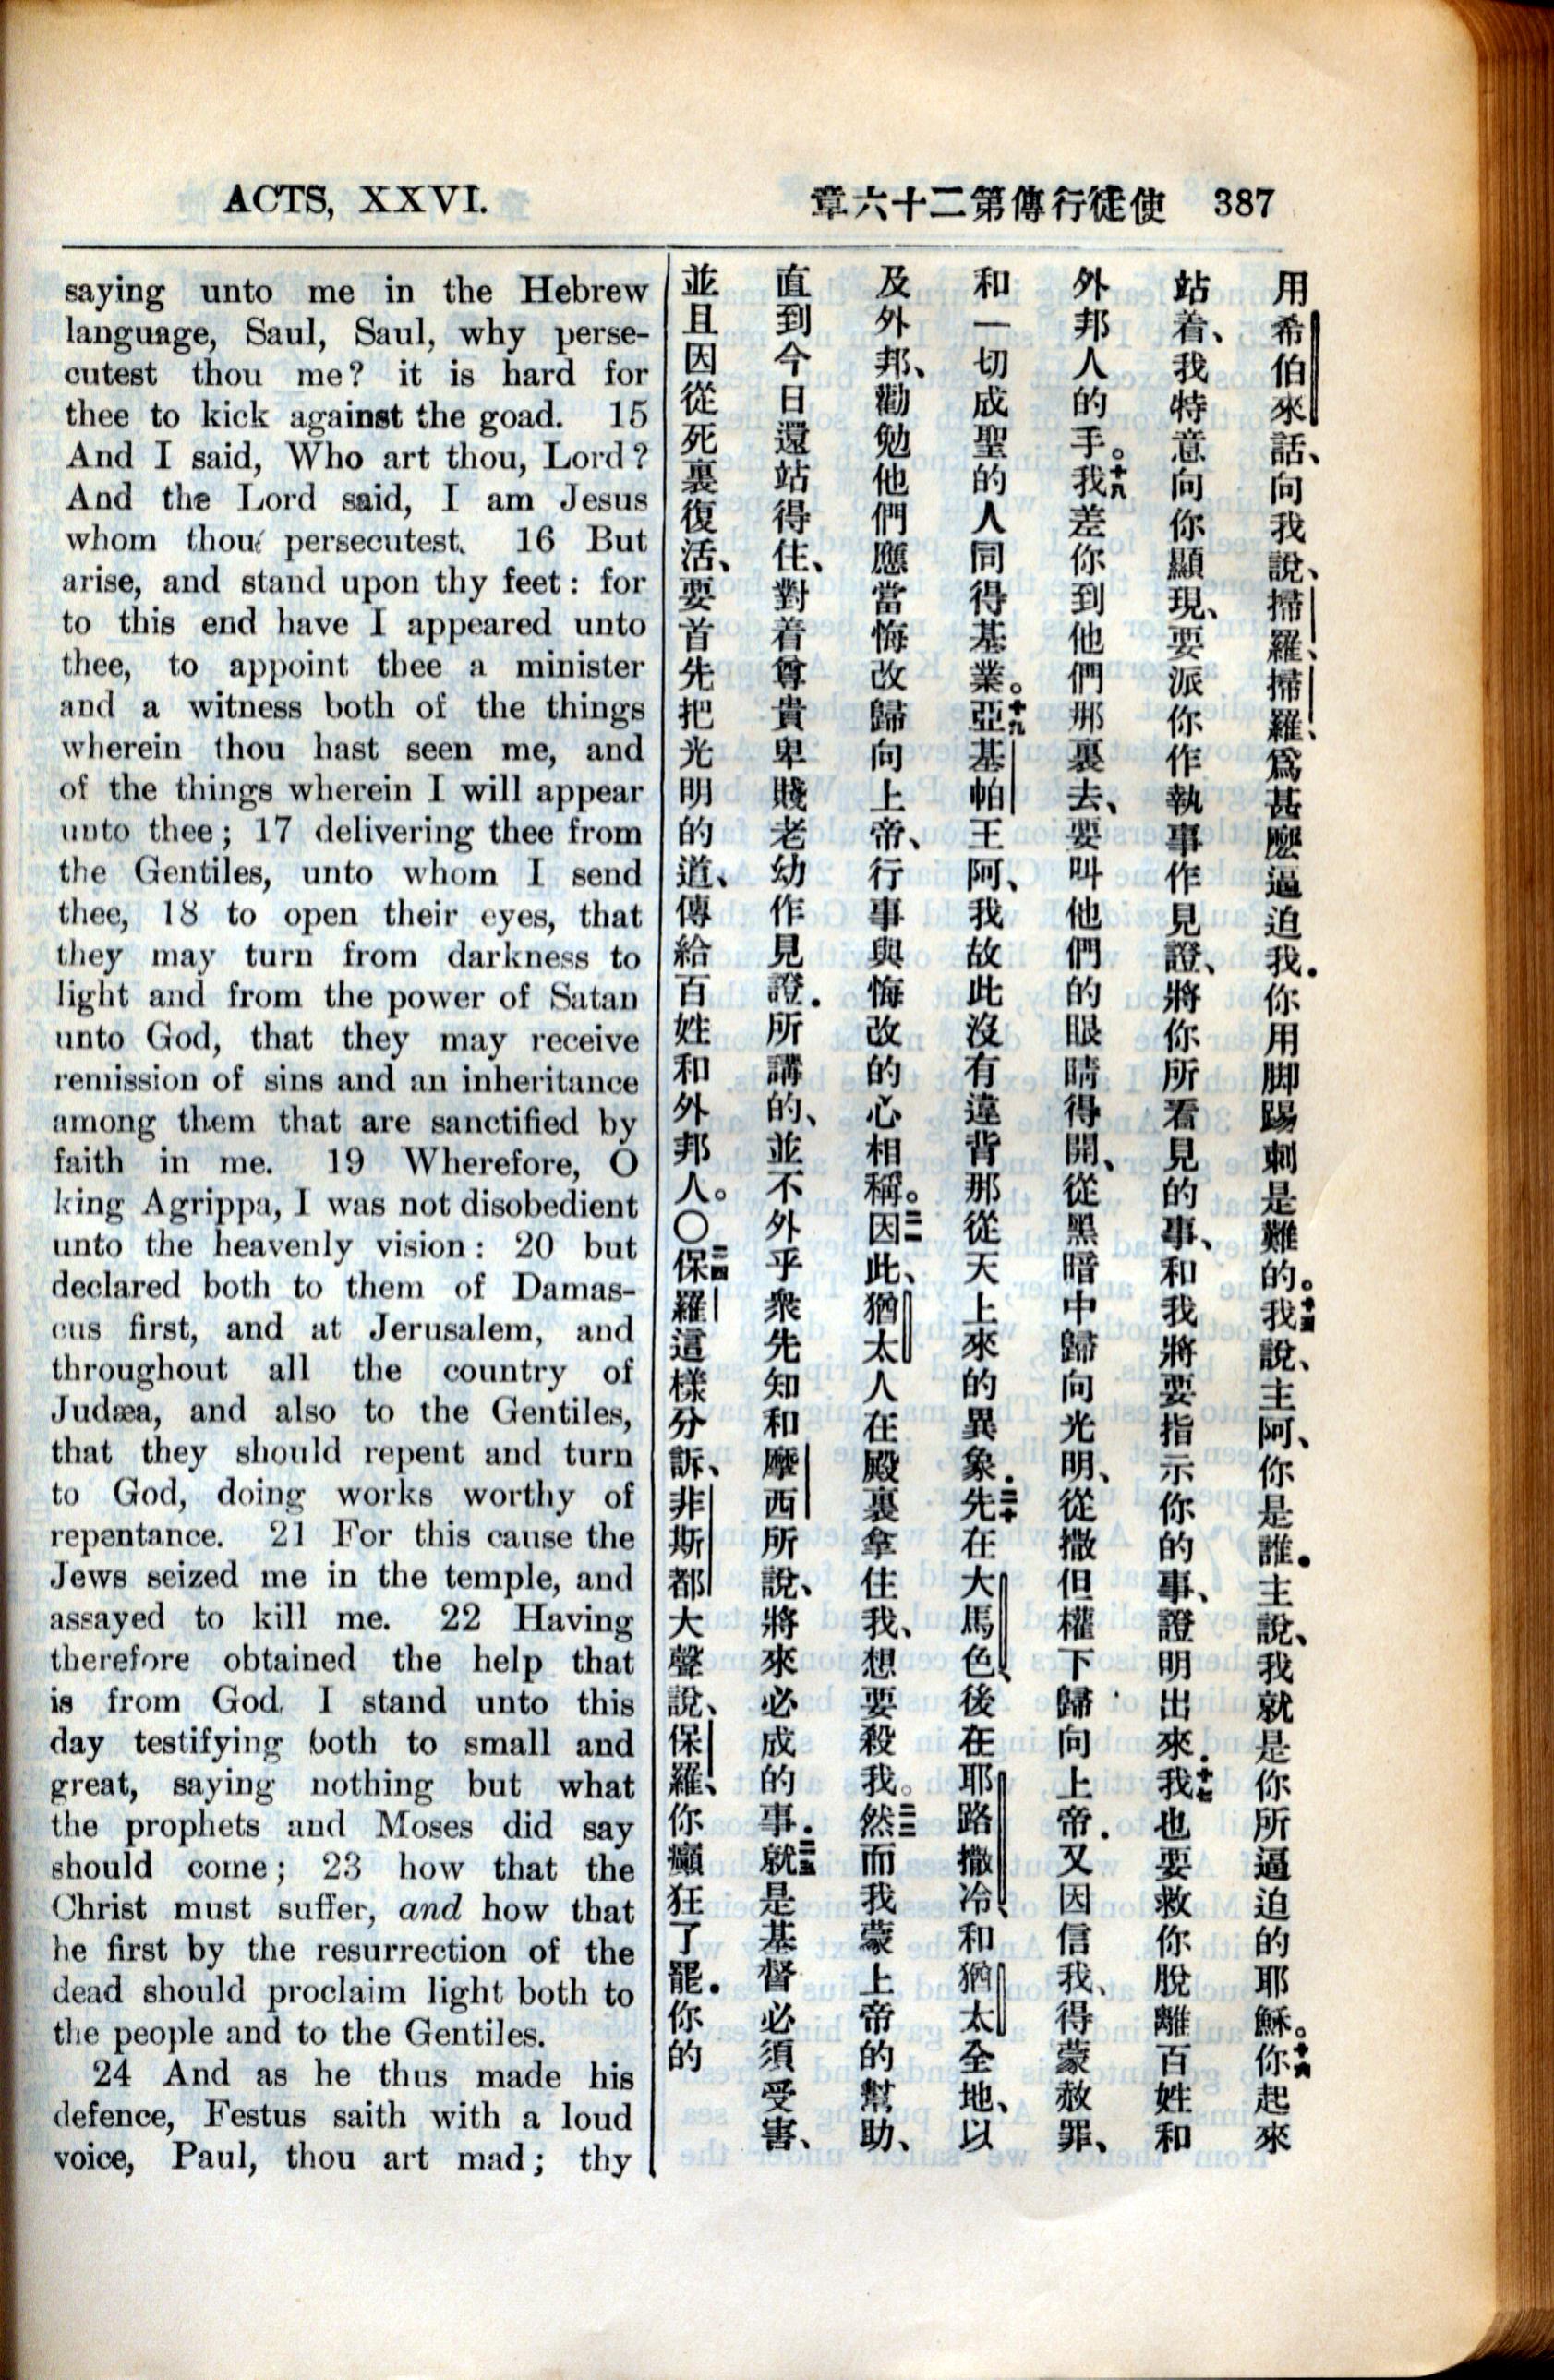 ACTS, XXVI.
章六十二第傳行徒使 387
saying unto me in the Hebrew
language, Saul, Saul, why perse-
cutest thou me? it is hard for
thee to kick against the goad. 15
And I said, Who art thou, Lord?
And the Lord said, I am Jesus
whom thou persecutest. 16 But
arise, and stand upon thy feet: for
to this end have I appeared unto
thee, to appoint thee a minister
and a witness both of the things
wherein thou hast seen me, and
of the things wherein I will appear
unto thee; 17 delivering thee from
the Gentiles, unto whom I send
thee, 18 to open their eyes, that
they may turn from darkness to
light and from the power of Satan
unto God, that they may receive
remission of sins and an inheritance
among them that are sanctified by
faith in me. 19 Wherefore, O
king Agrippa, I was not disobedient
unto the heavenly vision: 20 but
declared both to them of Damas-
cus first, and at Jerusalem, and
throughout all the country of
Judæa, and also to the Gentiles,
that they should repent and turn
to God, doing works worthy of
repentance. 21 For this cause the
Jews seized me in the temple, and
assayed to kill me. 22 Having
therefore obtained the help that
is from God, I stand unto this
day testifying both to small and
great, saying nothing but what
the prophets and Moses did say
should come; 23 how that the
Christ must suffer, and how that
he first by the resurrection of the
dead should proclaim light both to
the people and to the Gentiles.
24 And as he thus made his
defence, Festus saith with a loud
voice, Paul, thou art mad; thy
用希伯來話、向我說、掃羅、掃羅、爲甚麽逼迫我．你用脚踢刺是難的。十五我說、主阿、你是誰．主說、我就是你所逼迫的耶穌。十六你起來
站着、我特意向你顯現、要派你作執事作見證、將你所看見的事、和我將要指示你的事、證明出來．十七我也要救你脫離百姓和
外邦人的手。十八我差你到他們那裏去、要叫他們的眼睛得開、從黑暗中歸向光明、從撒但權下歸向上帝．又因信我、得蒙赦罪、
和一切成聖的人同得基業。十九亞基帕王阿、我故此沒有違背那從天上來的異象．二十先在大馬色、後在耶路撒冷、和猶太全地、以
及外邦、勸勉他們應當悔改歸向上帝、行事與悔改的心相稱。二一因此、猶太人在殿裏拿住我、想要殺我。二二然而我蒙上帝的幫助、
直到今日還站得住、對着尊貴卑賤老幼作見證．所講的、並不外乎衆先知和摩西所說、將來必成的事．二三就是基督必須受害、
並且因從死裏復活、要首先把光明的道、傳給百姓和外邦人。〇二四保羅這樣分訴、非斯都大聲說、保羅、你癲狂了罷．你的